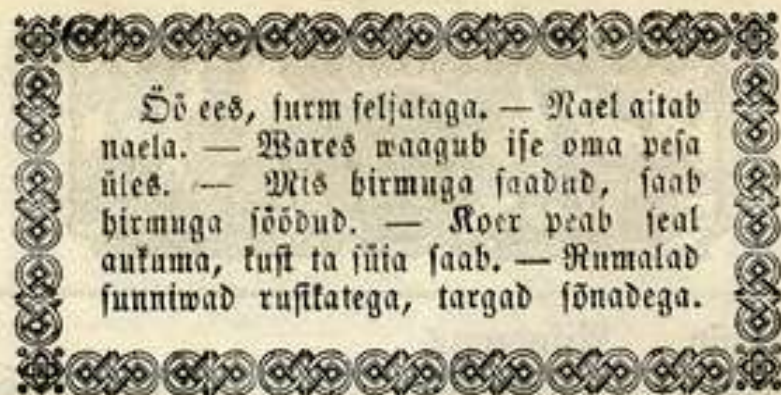 Öö ees, surm seljataga. — Nael aitab
naela. — Wares waagub ise oma pesa
üles. — Mis hirmuga saadud, saab
hirmuga söödud. — Koer peab seal
aukuma, kust ta süia saab. — Rumalad
sunniwad rusikatega, targad sõnadega.